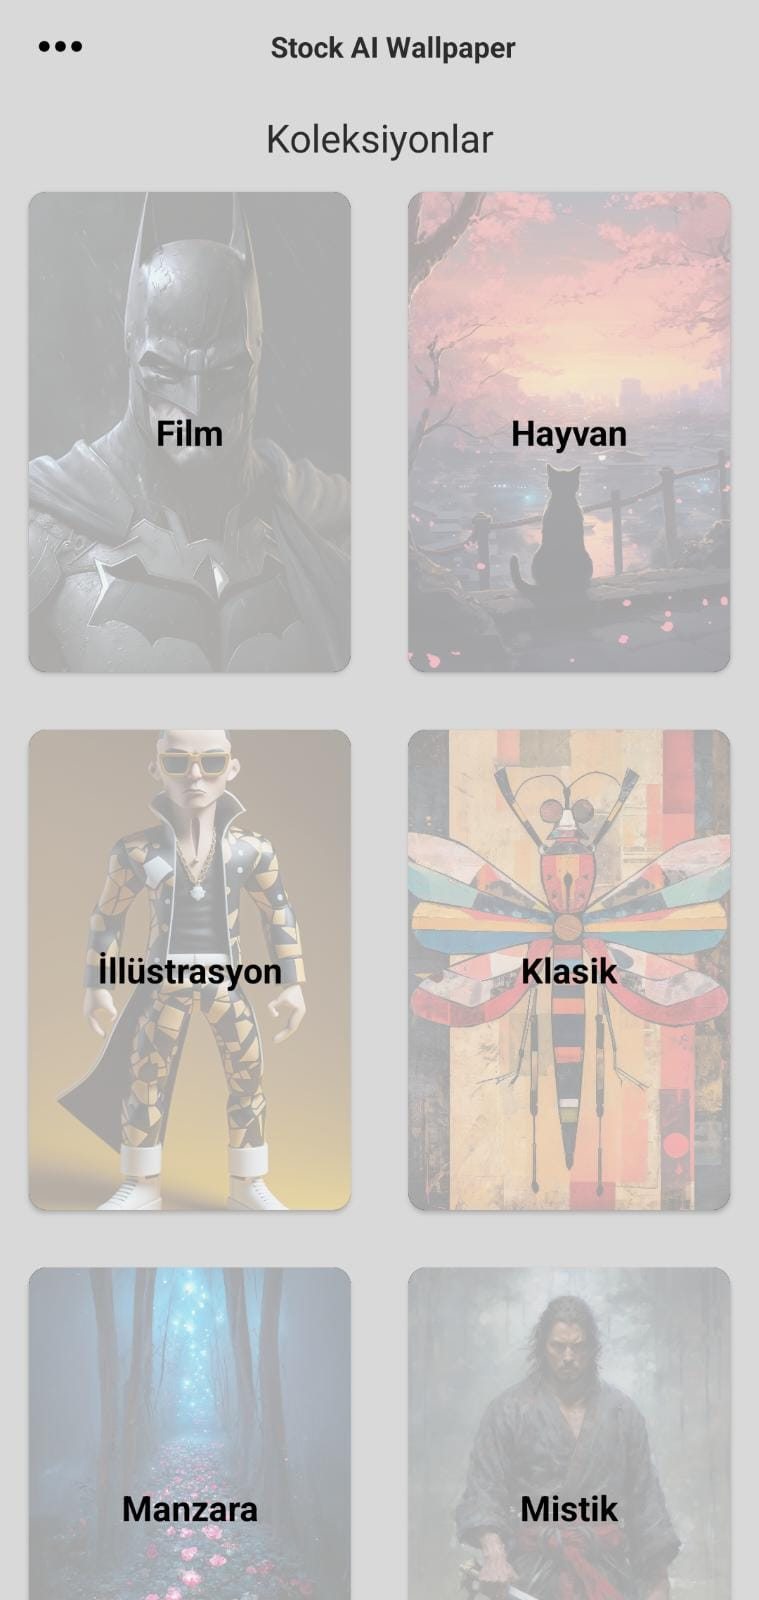 Stock AI Wallpaper
Koleksiyonlar
Film
Hayvan
İllüstrasyon
Klasik
Manzara
Mistik